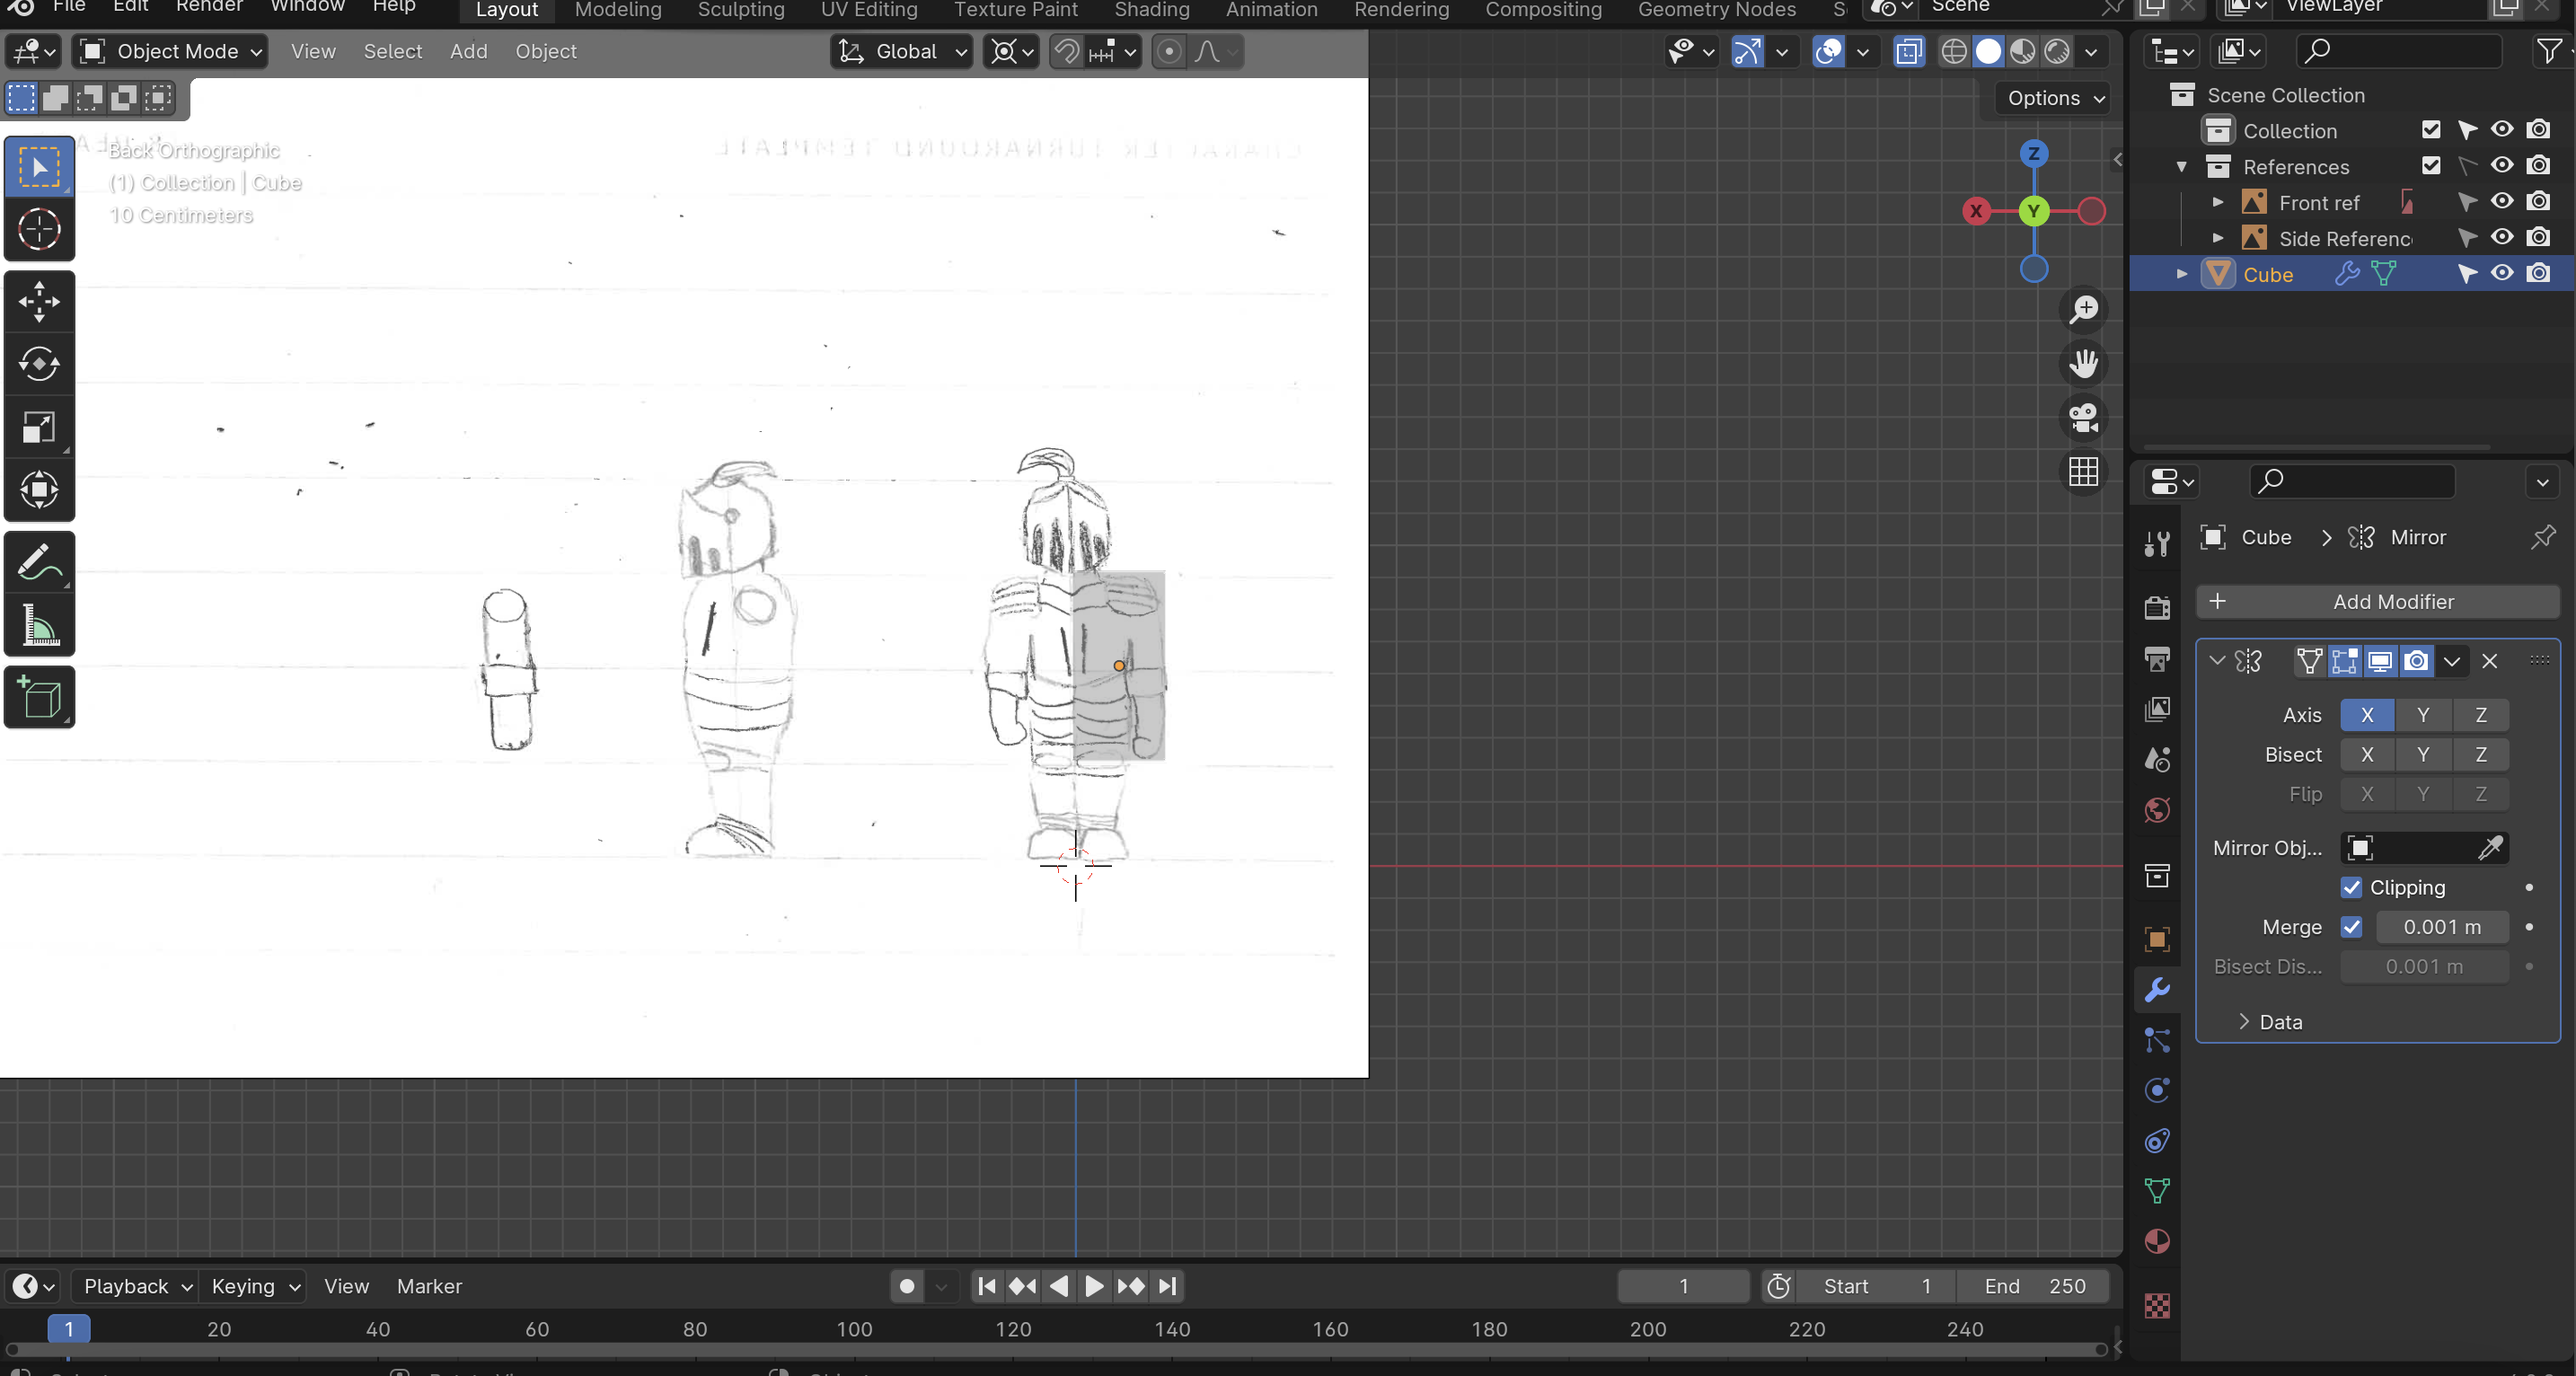 File Edit Render Window Help Layout Modeling Sculpting UV Editing Texture Paint Shading Animation Rendering Compositing Geometry Nodes S Scene ViewLayer
Object Mode View Select Add Object Global
Options
CHARACTER TURNAROUND TEMPLATE
Back Orthographic
(1) Collection | Cube
10 Centimeters
Z
X Y
Scene Collection
Collection
References
Front ref
Side Referenc
Cube
Cube > Mirror
+ Add Modifier
Axis X Y Z
Bisect X Y Z
Flip X Y Z
Mirror Obj...
Clipping
Merge 0.001 m
Bisect Dis... 0.001 m
> Data
Playback Keying View Marker 1 Start 1 End 250
1 20 40 60 80 100 120 140 160 180 200 220 240